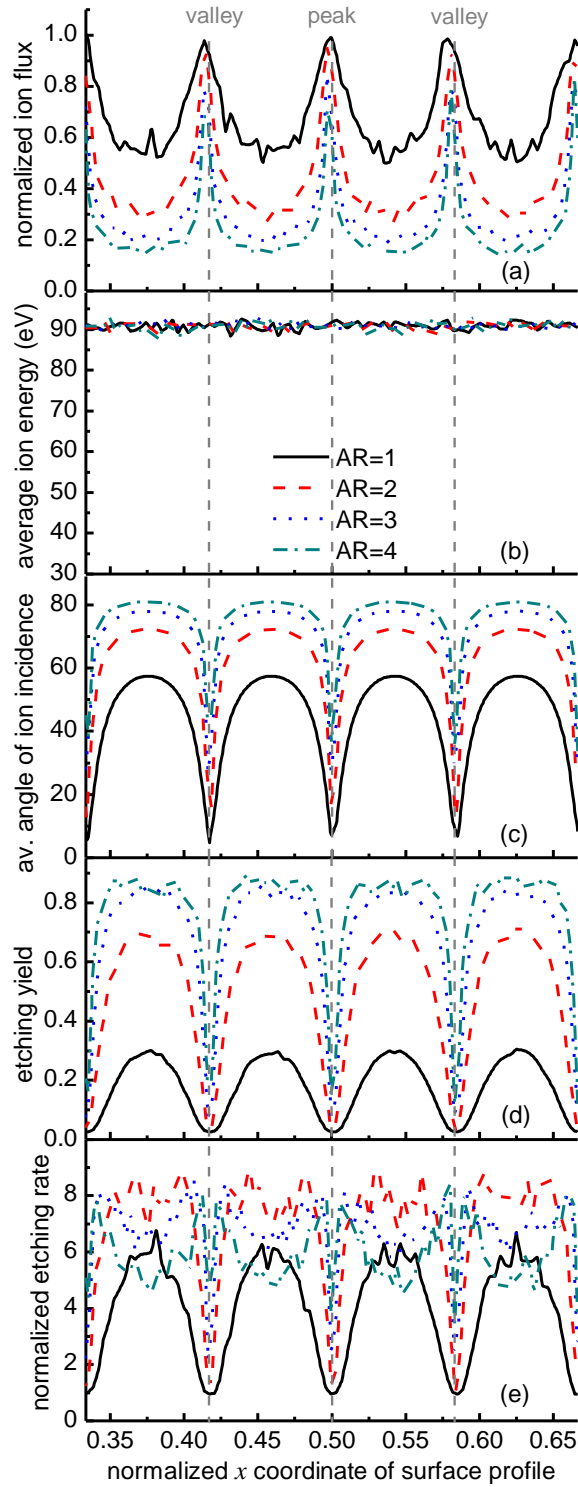 valley peak valley
1.0
0.8
0.6
0.4
0.2
0.0
normalized ion flux
(a)
90
80
70
60
50
40
30
average ion energy (eV)
AR=1
AR=2
AR=3
AR=4
(b)
80
60
40
20
0
av. angle of ion incidence
(c)
0.8
0.6
0.4
0.2
0.0
etching yield
(d)
8
6
4
2
0
normalized etching rate
(e)
0.35 0.40 0.45 0.50 0.55 0.60 0.65
normalized x coordinate of surface profile